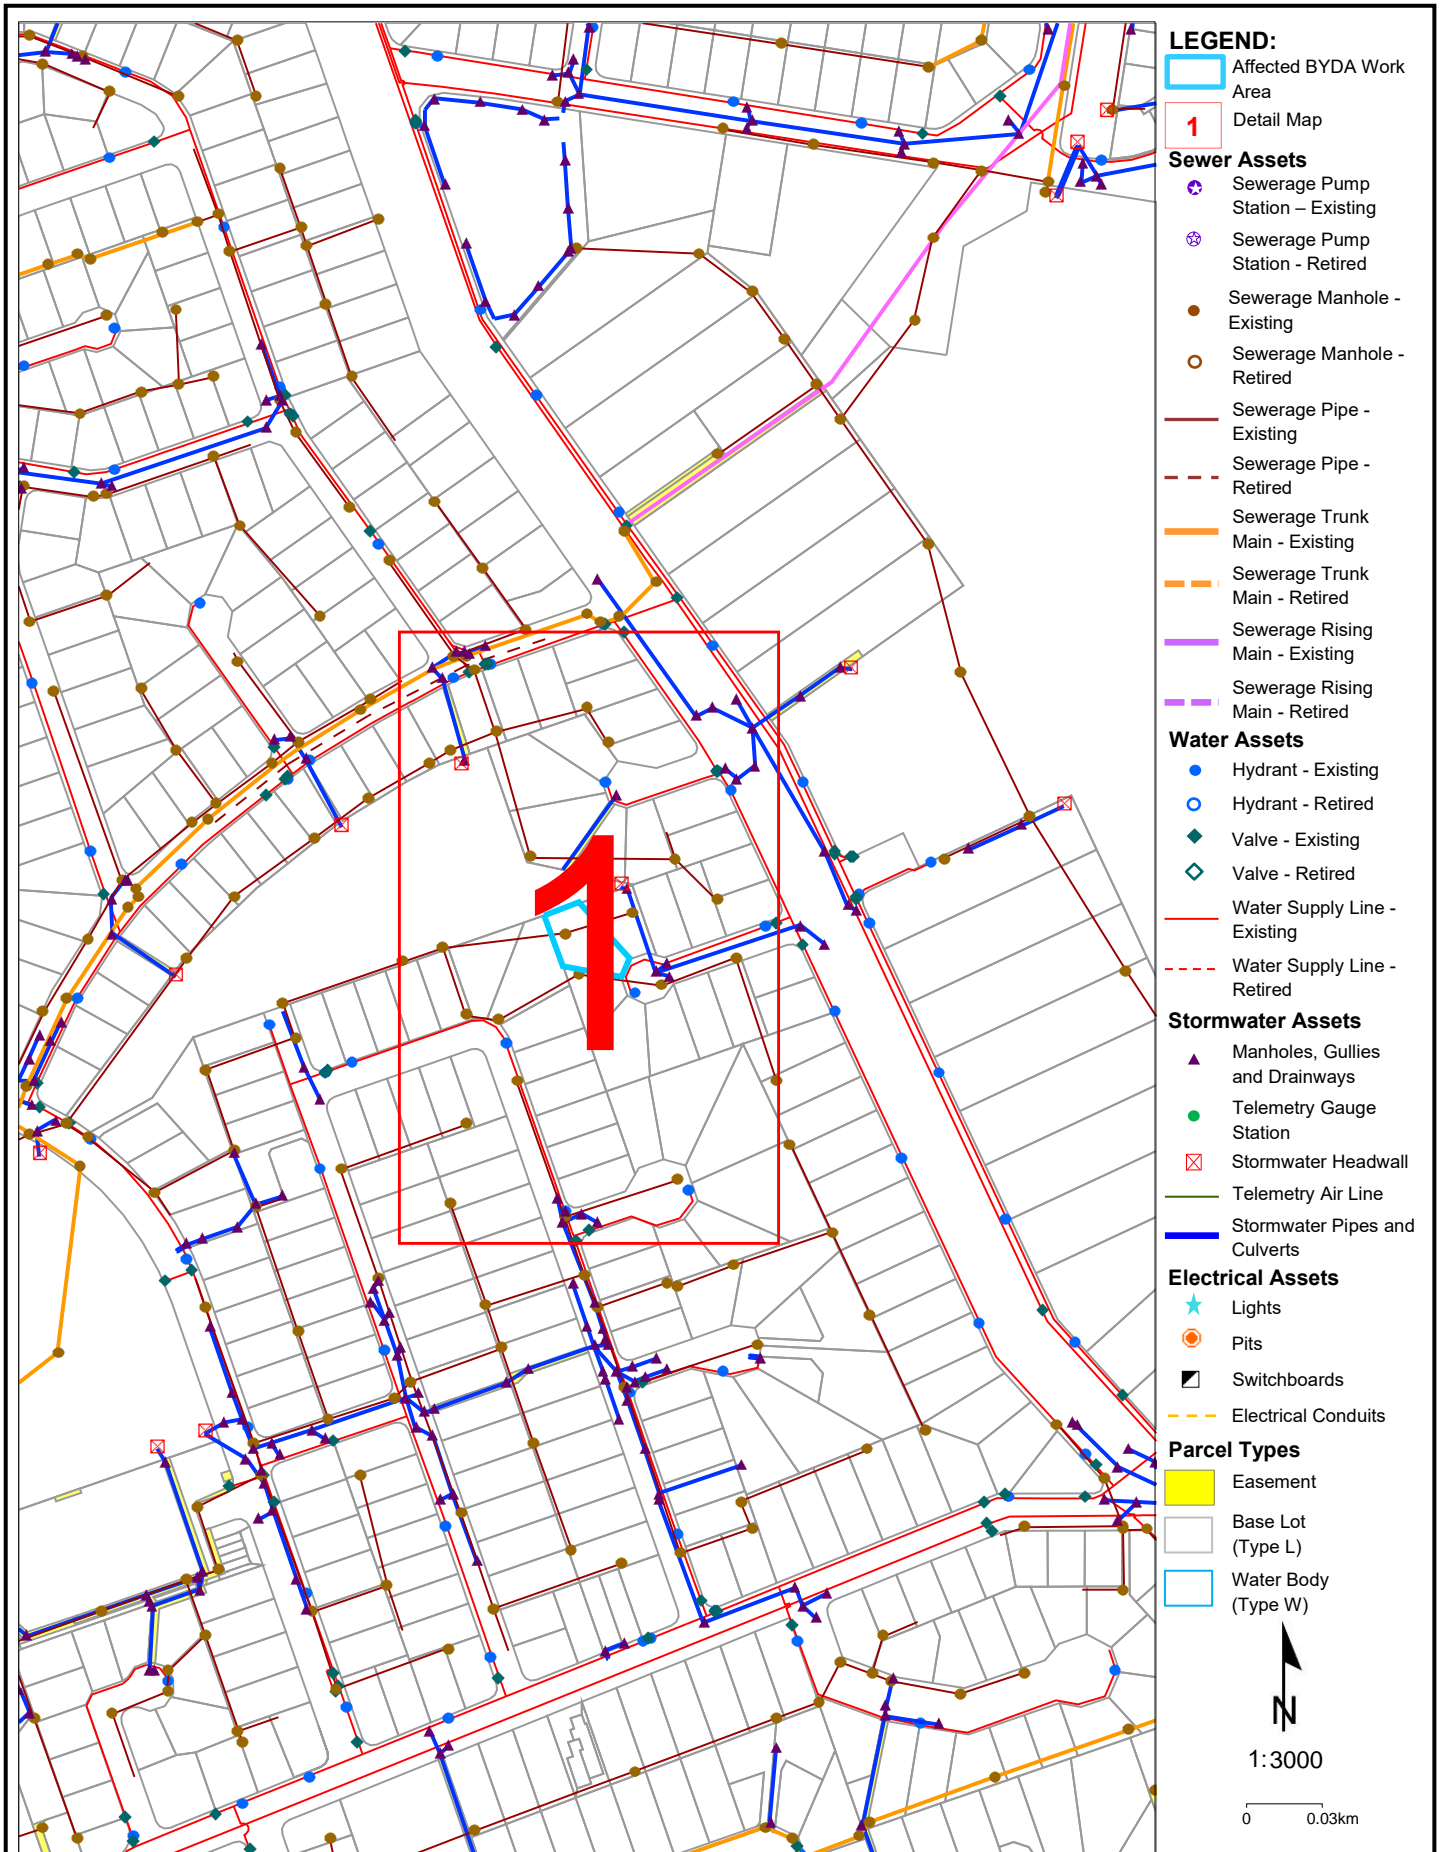 LEGEND:
Affected BYDA Work
Area
1
Detail Map
Sewer Assets
Sewerage Pump
Station – Existing
Sewerage Pump
Station - Retired
Sewerage Manhole -
Existing
Sewerage Manhole -
Retired
Sewerage Pipe -
Existing
Sewerage Pipe -
Retired
Sewerage Trunk
Main - Existing
Sewerage Trunk
Main - Retired
Sewerage Rising
Main - Existing
Sewerage Rising
Main - Retired
Water Assets
Hydrant - Existing
Hydrant - Retired
Valve - Existing
Valve - Retired
Water Supply Line -
Existing
Water Supply Line -
Retired
Stormwater Assets
Manholes, Gullies
and Drainways
Telemetry Gauge
Station
Stormwater Headwall
Telemetry Air Line
Stormwater Pipes and
Culverts
Electrical Assets
Lights
Pits
Switchboards
Electrical Conduits
Parcel Types
Easement
Base Lot
(Type L)
Water Body
(Type W)
N
1:3000
0 0.03km
1